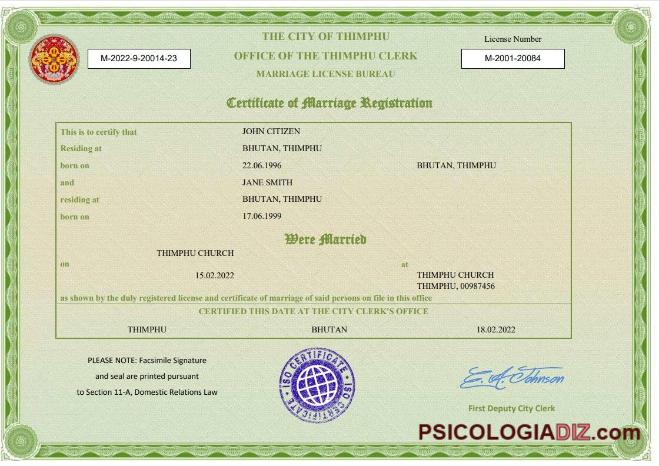 THE CITY OF THIMPHU
License Number
M-2022-9-20014-23
OFFICE OF THE THIMPHU CLERK
M-2001-20084
MARRIAGE LICENSE BUREAU
Certificate of Marriage Registration
This is to certify that JOHN CITIZEN
Residing at BHUTAN, THIMPHU
born on 22.06.1996 BHUTAN, THIMPHU
and JANE SMITH
residing at BHUTAN, THIMPHU
born on 17.06.1999
Were Married
THIMPHU CHURCH
on at
15.02.2022 THIMPHU CHURCH
THIMPHU, 00987456
as shown by the duly registered license and certificate of marriage of said persons on file in this office
CERTIFIED THIS DATE AT THE CITY CLERK'S OFFICE
THIMPHU BHUTAN 18.02.2022
PLEASE NOTE: Facsimile Signature
and seal are printed pursuant
to Section 11-A, Domestic Relations Law
ISO CERTIFICATE • ISO CERTIFICATE •
E. A. Johnson
First Deputy City Clerk
PSICOLOGIADIZ.com